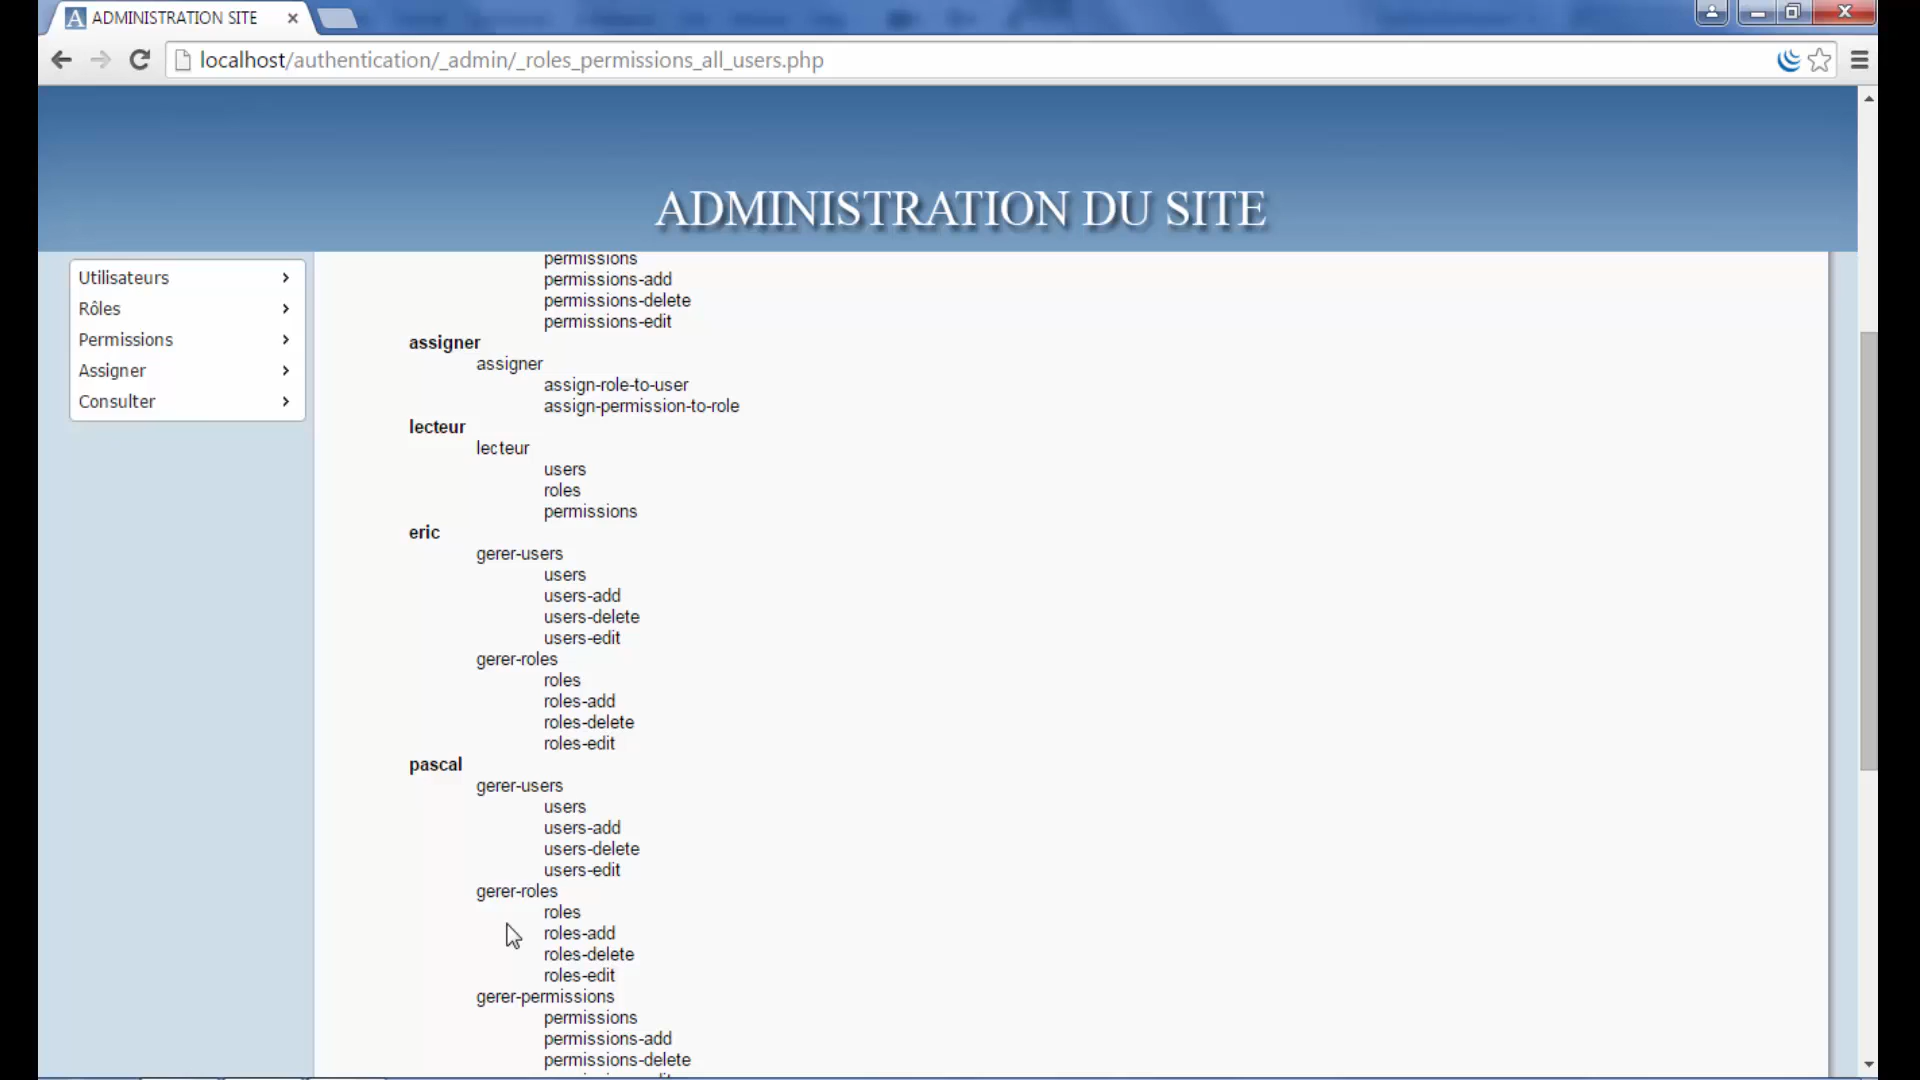 ADMINISTRATION SITE
localhost/authentication/_admin/_roles_permissions_all_users.php
ADMINISTRATION DU SITE
Utilisateurs
Rôles
Permissions
Assigner
Consulter
permissions
permissions-add
permissions-delete
permissions-edit
assigner
assigner
assign-role-to-user
assign-permission-to-role
lecteur
lecteur
users
roles
permissions
eric
gerer-users
users
users-add
users-delete
users-edit
gerer-roles
roles
roles-add
roles-delete
roles-edit
pascal
gerer-users
users
users-add
users-delete
users-edit
gerer-roles
roles
roles-add
roles-delete
roles-edit
gerer-permissions
permissions
permissions-add
permissions-delete